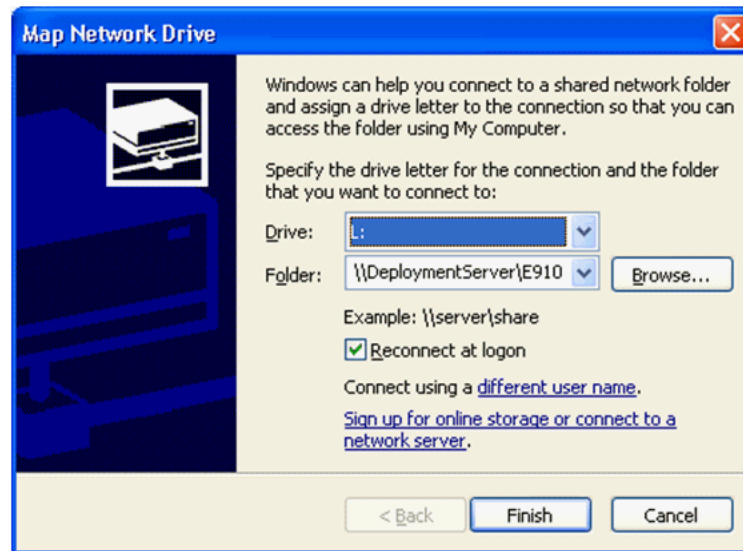 Map Network Drive
Windows can help you connect to a shared network folder
and assign a drive letter to the connection so that you can
access the folder using My Computer.
Specify the drive letter for the connection and the folder
that you want to connect to:
Drive: L:
Folder: \\DeploymentServer\E910 Browse...
Example: \\server\share
Reconnect at logon
Connect using a different user name.
Sign up for online storage or connect to a
network server.
< Back Finish Cancel